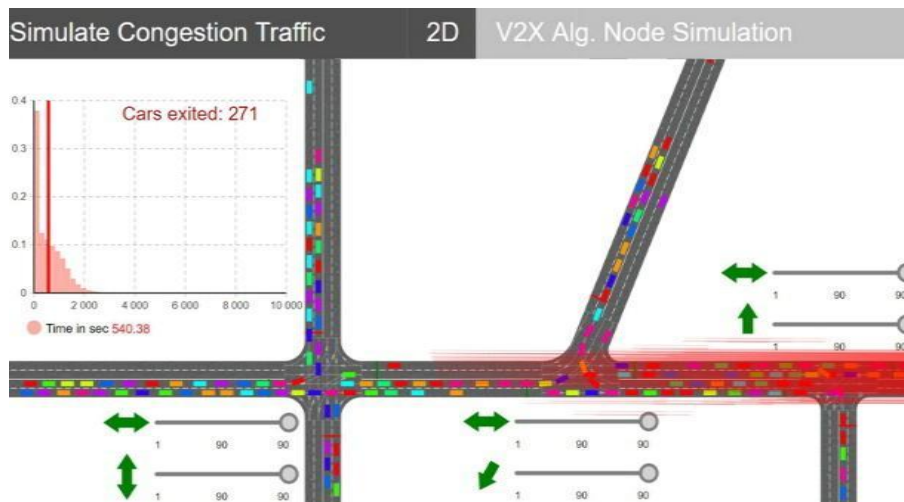 Simulate Congestion Traffic 2D V2X Alg. Node Simulation
0.4
Cars exited: 271
0.3
0.2
0.1
0
0 2 000 4 000 6 000 8 000 10 000
Time in sec 540.38
1 90 90
1 90 90
1 90 90
1 90 90
1 90 90
1 90 90